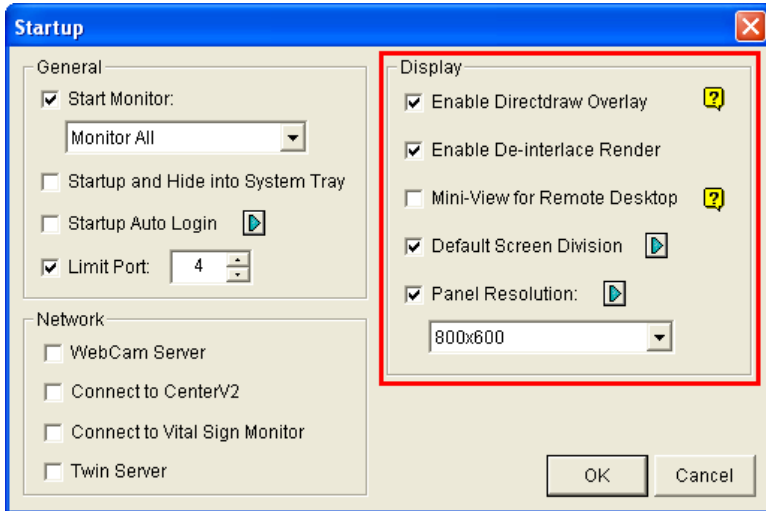 Startup
General
Start Monitor:
Monitor All
Startup and Hide into System Tray
Startup Auto Login
Limit Port: 4
Network
WebCam Server
Connect to CenterV2
Connect to Vital Sign Monitor
Twin Server
Display
Enable Directdraw Overlay ?
Enable De-interlace Render
Mini-View for Remote Desktop ?
Default Screen Division
Panel Resolution:
800x600
OK Cancel